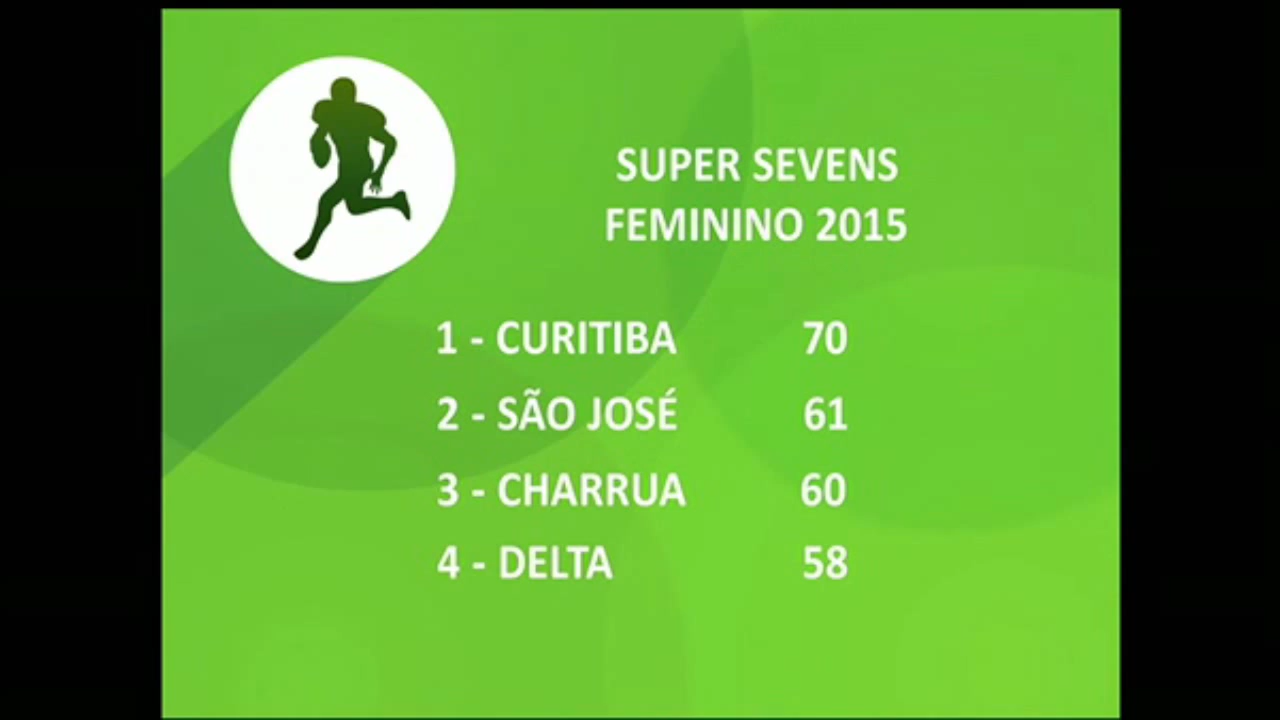 SUPER SEVENS
FEMININO 2015
1 - CURITIBA 70
2 - SÃO JOSÉ 61
3 - CHARRUA 60
4 - DELTA 58